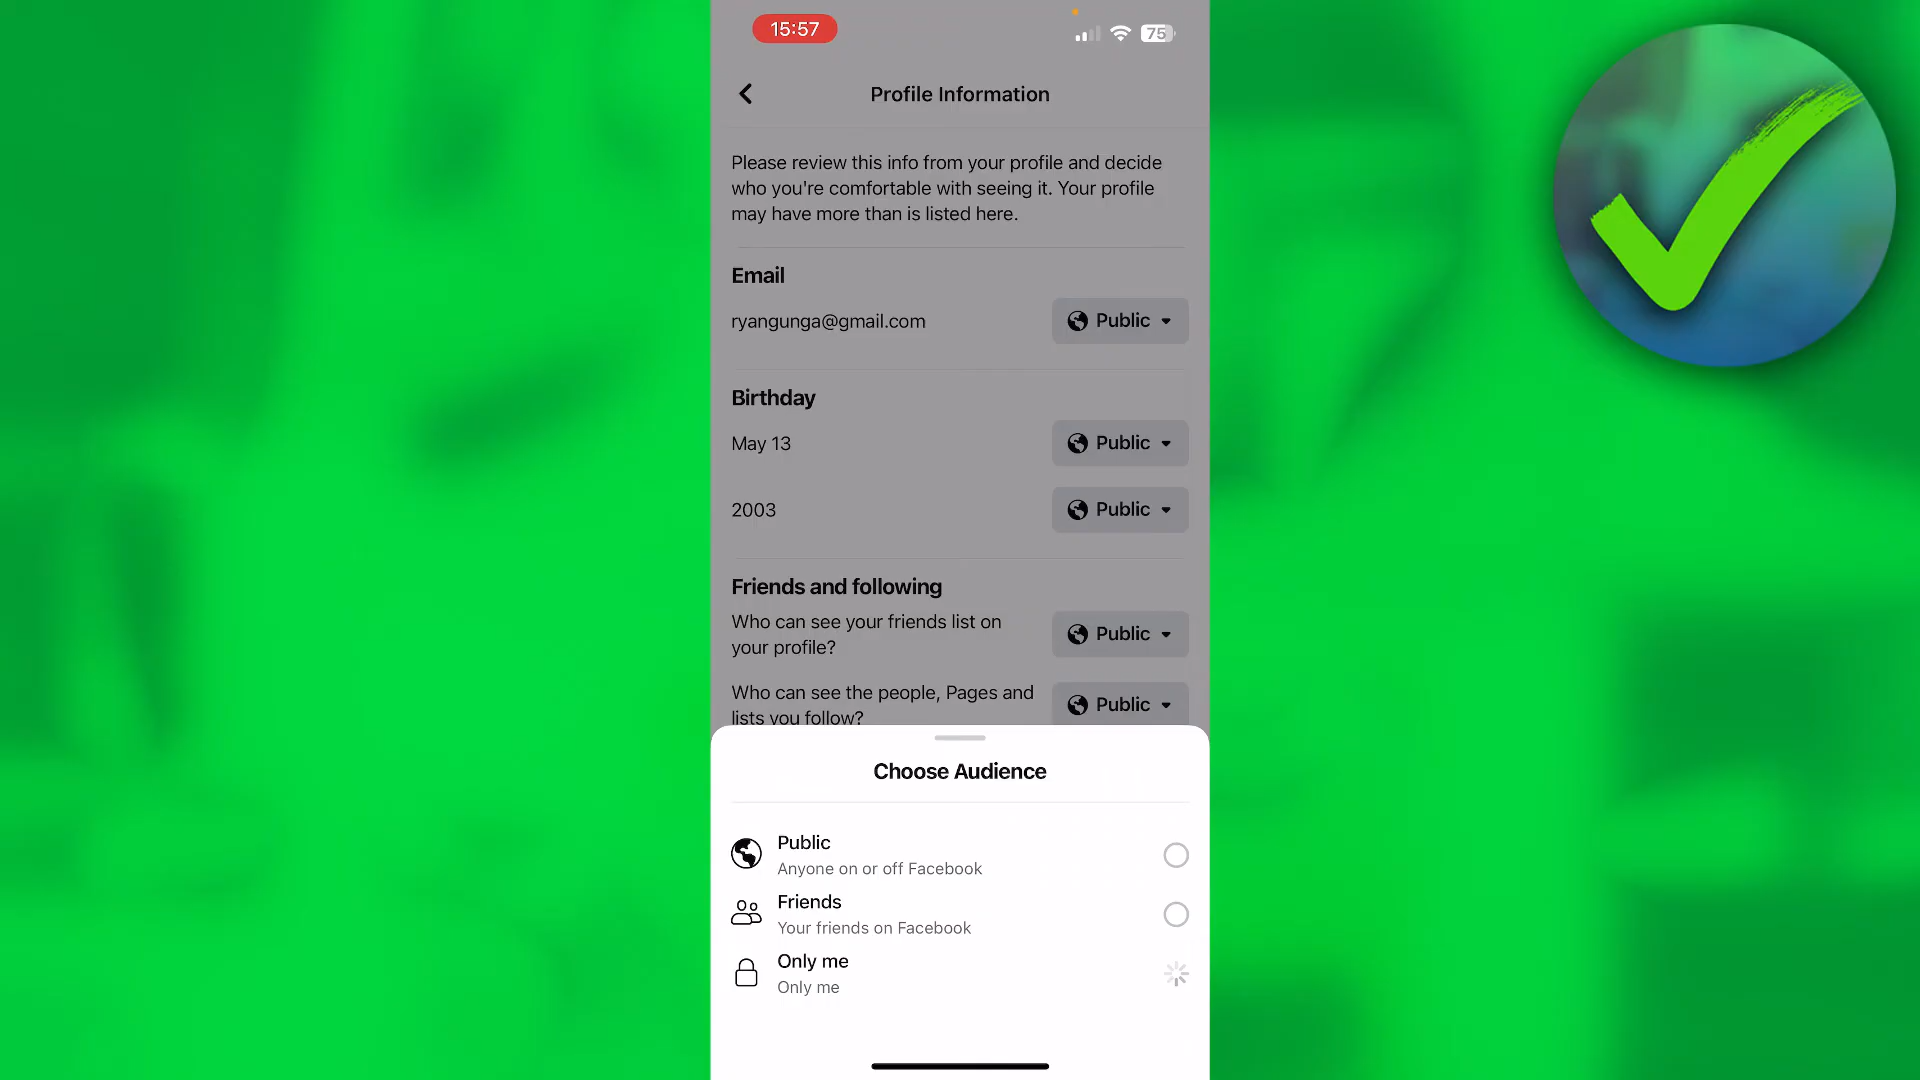 15:57
75
Profile Information
Please review this info from your profile and decide
who you're comfortable with seeing it. Your profile
may have more than is listed here.
Email
ryangunga@gmail.com
Public
Birthday
May 13
Public
2003
Public
Friends and following
Who can see your friends list on
your profile?
Public
Who can see the people, Pages and
lists you follow?
Public
Choose Audience
Public
Anyone on or off Facebook
Friends
Your friends on Facebook
Only me
Only me